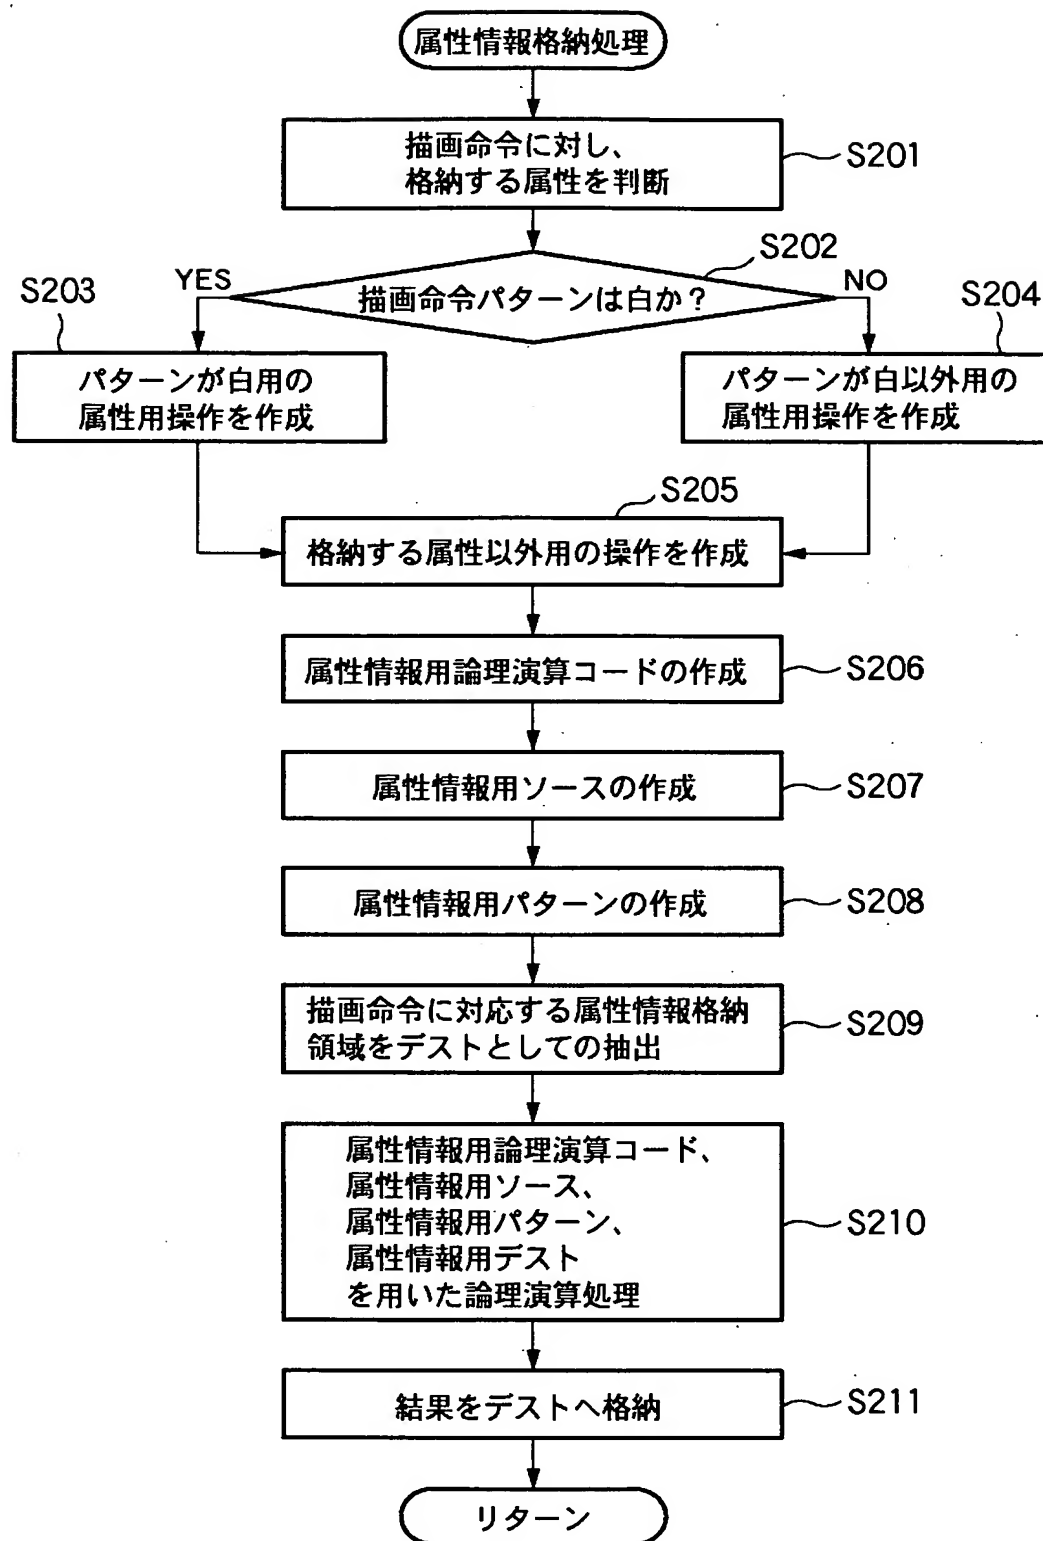 属性情報格納処理
描画命令に対し、
格納する属性を判断
S201
S202
YES
NO
描画命令パターンは白か?
S203
S204
パターンが白用の
属性用操作を作成
パターンが白以外用の
属性用操作を作成
S205
格納する属性以外用の操作を作成
属性情報用論理演算コードの作成
S206
属性情報用ソースの作成
S207
属性情報用パターンの作成
S208
描画命令に対応する属性情報格納
領域をデストとしての抽出
S209
属性情報用論理演算コード、
属性情報用ソース、
属性情報用パターン、
属性情報用デスト
を用いた論理演算処理
S210
結果をデストへ格納
S211
リターン